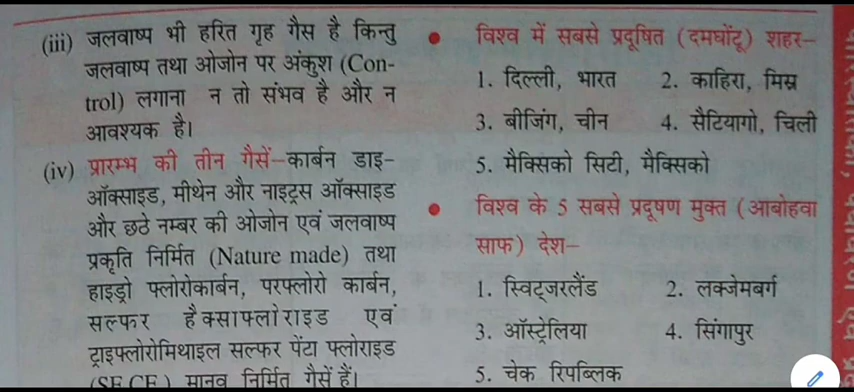 (iii) जलवाष्प भी हरित गृह गैस है किन्तु
जलवाष्प तथा ओजोन पर अंकुश (Con-
trol) लगाना न तो संभव है और न
आवश्यक है।
(iv) प्रारम्भ की तीन गैसें–कार्बन डाइ-
ऑक्साइड, मीथेन और नाइट्रस ऑक्साइड
और छठे नम्बर की ओजोन एवं जलवाष्प
प्रकृति निर्मित (Nature made) तथा
हाइड्रो फ्लोरोकार्बन, परफ्लोरो कार्बन,
सल्फर हैक्साफ्लोराइड एवं
ट्राइफ्लोरोमिथाइल सल्फर पेंटा फ्लोराइड
मानव निर्मित गैसें हैं।
• विश्व में सबसे प्रदूषित (दमघोंटू) शहर–
1. दिल्ली, भारत 2. काहिरा, मिस्र
3. बीजिंग, चीन 4. सैटियागो, चिली
5. मैक्सिको सिटी, मैक्सिको
• विश्व के 5 सबसे प्रदूषण मुक्त (आबोहवा
साफ) देश–
1. स्विट्जरलैंड 2. लक्जेमबर्ग
3. ऑस्ट्रेलिया 4. सिंगापुर
5. चेक रिपब्लिक